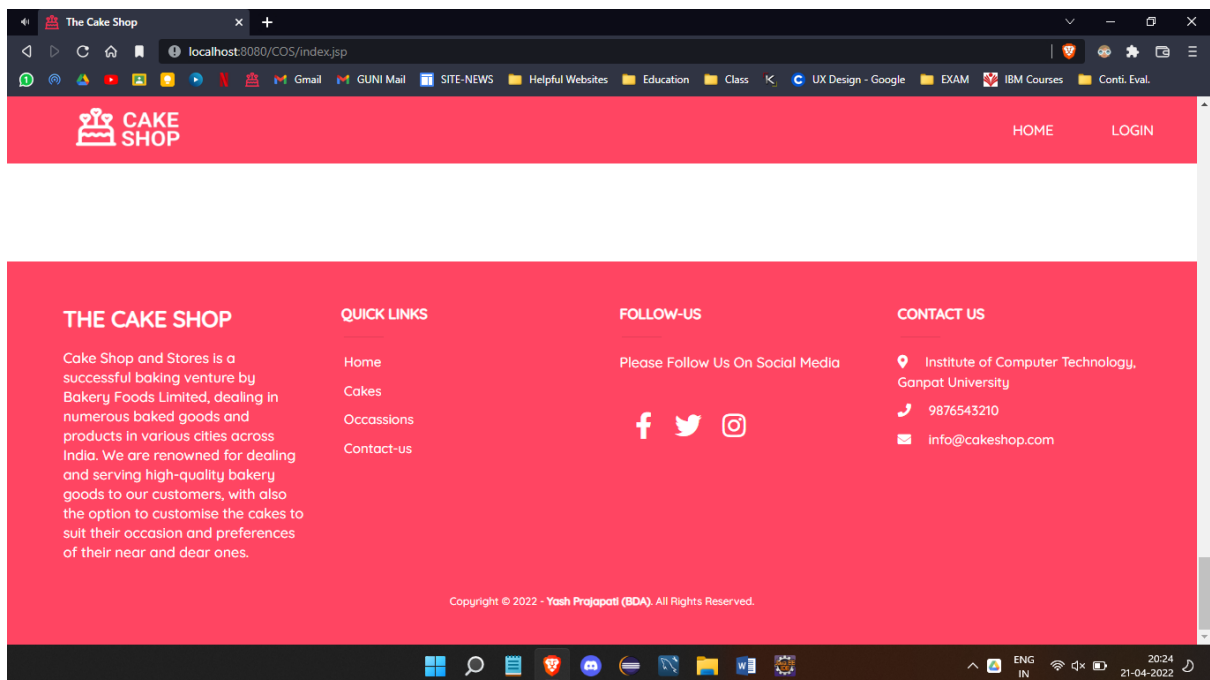 The Cake Shop
localhost:8080/COS/index.jsp
Gmail
GUNI Mail
SITE-NEWS
Helpful Websites
Education
Class
UX Design - Google
EXAM
IBM Courses
Conti. Eval.
CAKE
SHOP
HOME
LOGIN
THE CAKE SHOP
Cake Shop and Stores is a
successful baking venture by
Bakery Foods Limited, dealing in
numerous baked goods and
products in various cities across
India. We are renowned for dealing
and serving high-quality bakery
goods to our customers, with also
the option to customise the cakes to
suit their occasion and preferences
of their near and dear ones.
QUICK LINKS
Home
Cakes
Occassions
Contact-us
FOLLOW-US
Please Follow Us On Social Media
CONTACT US
Institute of Computer Technology,
Ganpat University
9876543210
info@cakeshop.com
Copyright © 2022 - Yash Prajapati (BDA). All Rights Reserved.
ENG
IN
20:24
21-04-2022